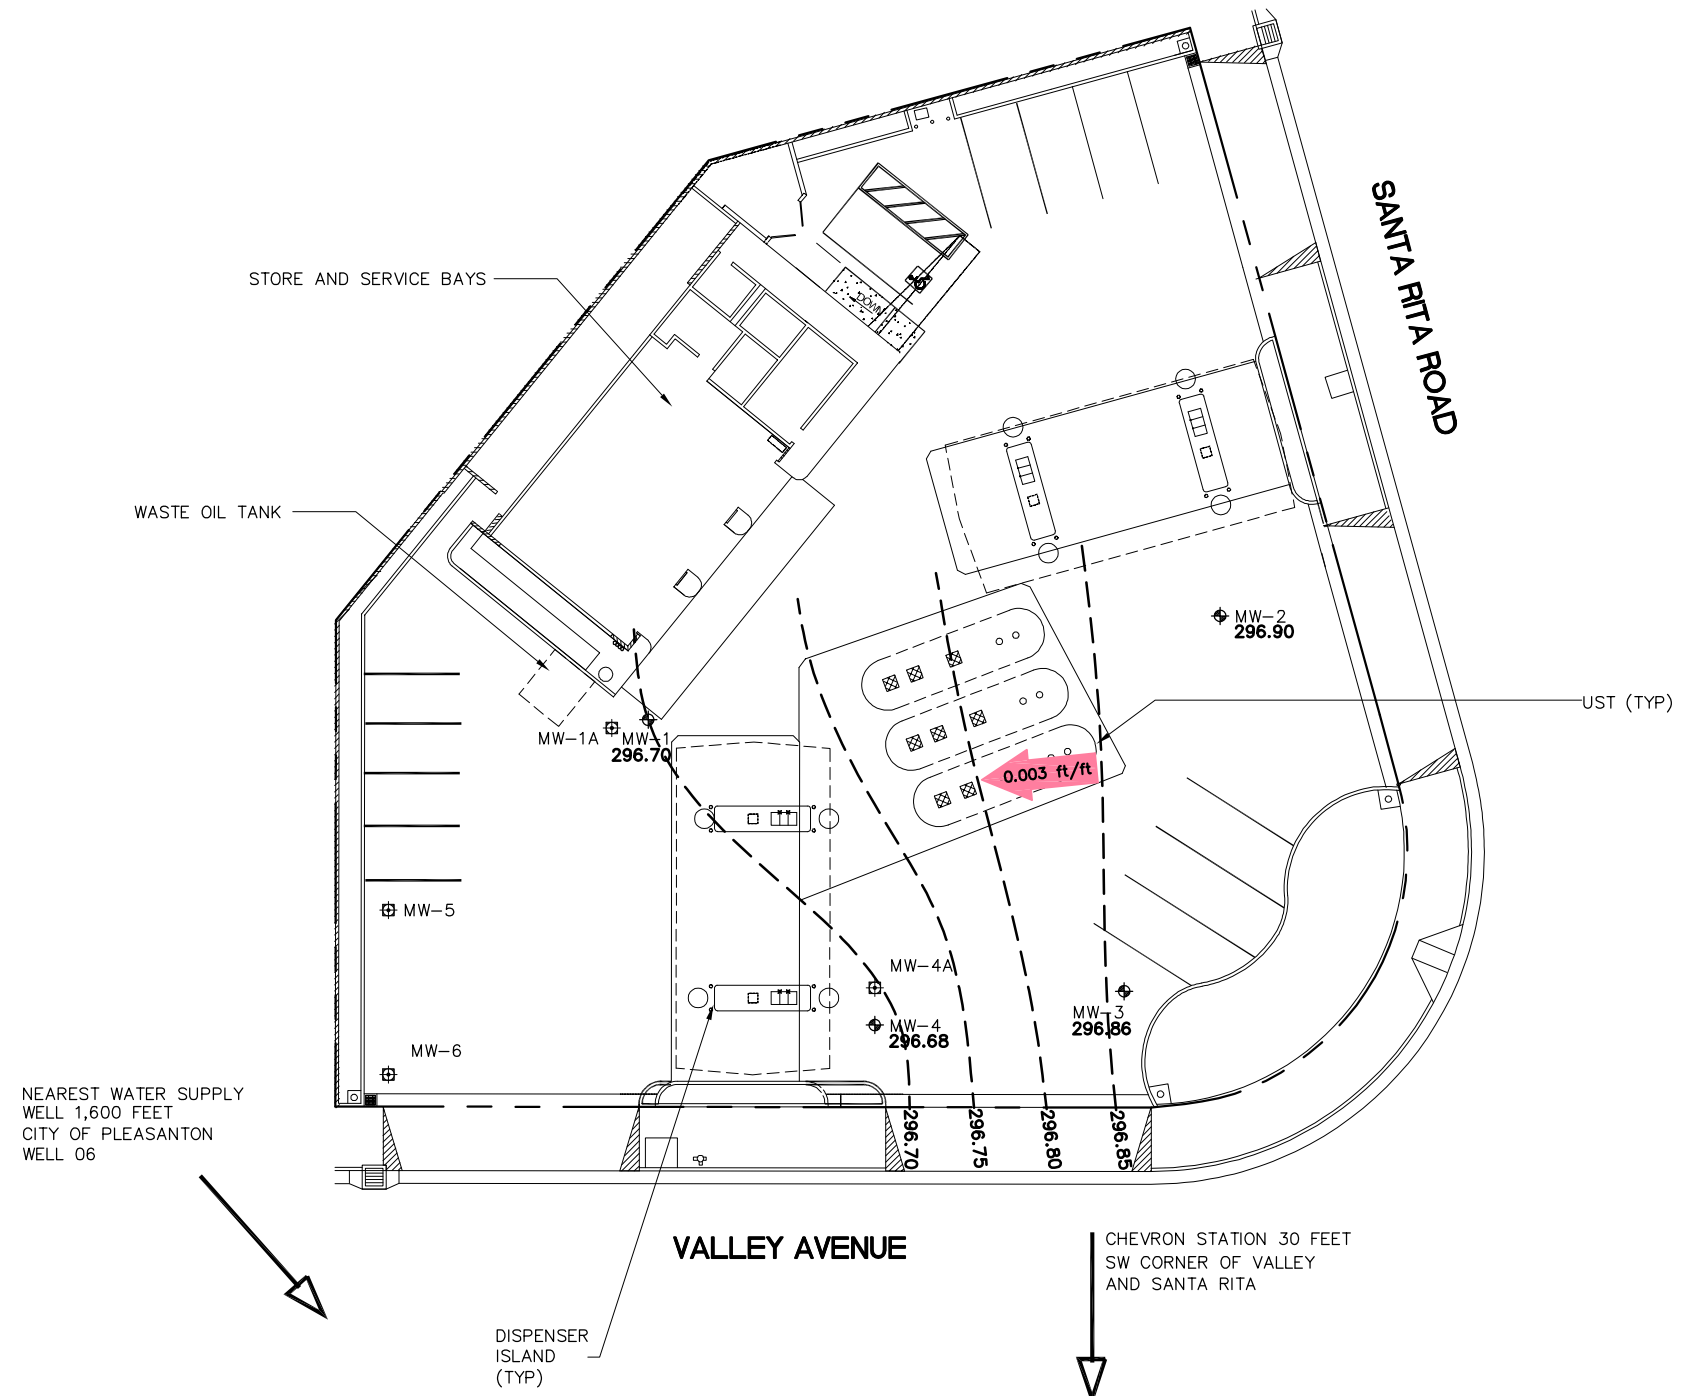 SANTA RITA ROAD
STORE AND SERVICE BAYS
DOWN
WASTE OIL TANK
MW-2
296.90
UST (TYP)
MW-1A
MW-1
296.70
0.003 ft/ft
MW-5
MW-4A
MW-3
296.86
MW-4
296.68
MW-6
NEAREST WATER SUPPLY
WELL 1,600 FEET
CITY OF PLEASANTON
WELL 06
296.70
296.75
296.80
296.85
VALLEY AVENUE
CHEVRON STATION 30 FEET
SW CORNER OF VALLEY
AND SANTA RITA
DISPENSER
ISLAND
(TYP)